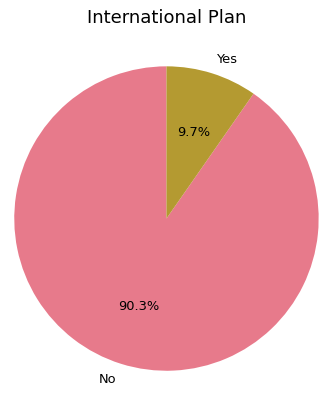 International Plan
Yes
9.7%
90.3%
No